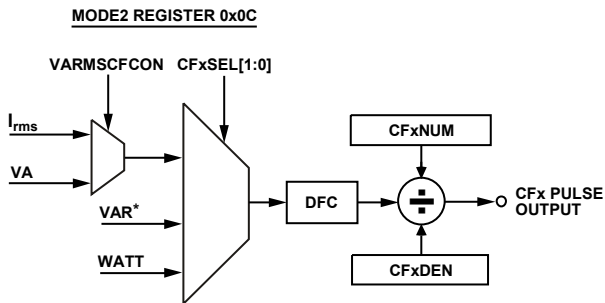 MODE2 REGISTER 0x0C
VARMSCFCON CFxSEL[1:0]
Irms
VA
VAR*
WATT
DFC
CFxNUM
÷
CFxDEN
CFx PULSE
OUTPUT